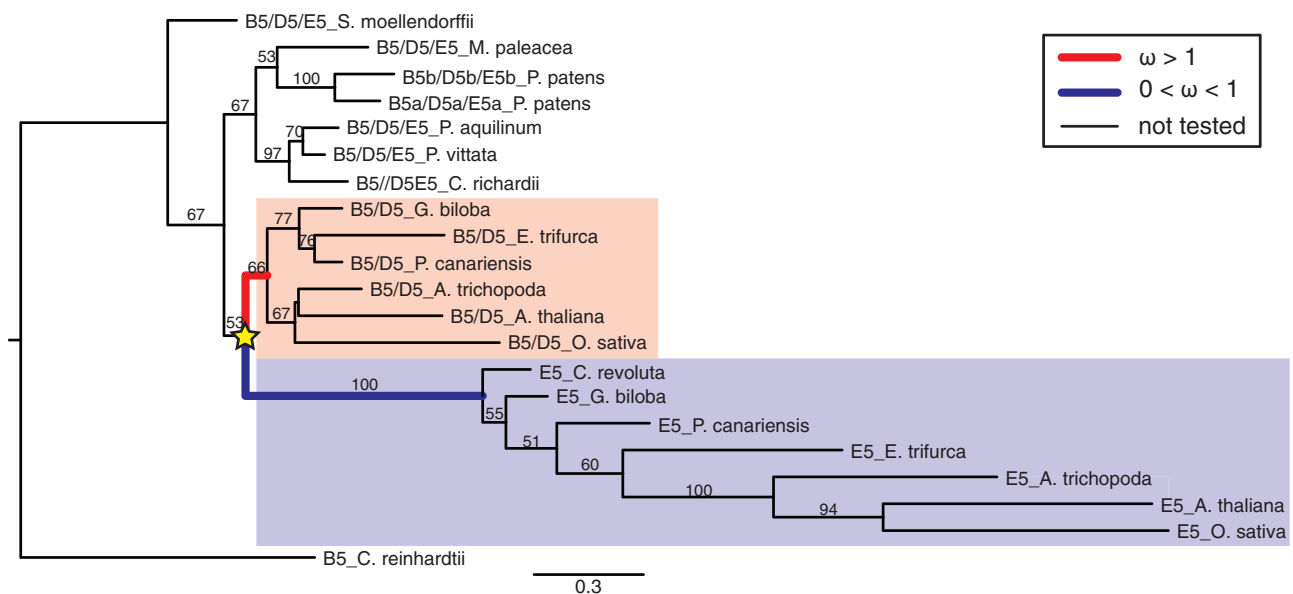 B5/D5/E5_S. moellendorffii
B5/D5/E5_M. paleacea
53
B5b/D5b/E5b_P. patens
100
B5a/D5a/E5a_P. patens
67
B5/D5/E5_P. aquilinum
70
B5/D5/E5_P. vittata
97
B5//D5E5_C. richardii
67
B5/D5_G. biloba
77
B5/D5_E. trifurca
76
B5/D5_P. canariensis
66
B5/D5_A. trichopoda
B5/D5_A. thaliana
67
53
B5/D5_O. sativa
E5_C. revoluta
100
E5_G. biloba
55
E5_P. canariensis
51
E5_E. trifurca
60
E5_A. trichopoda
100
E5_A. thaliana
94
E5_O. sativa
B5_C. reinhardtii
0.3
ω > 1
0 < ω < 1
not tested